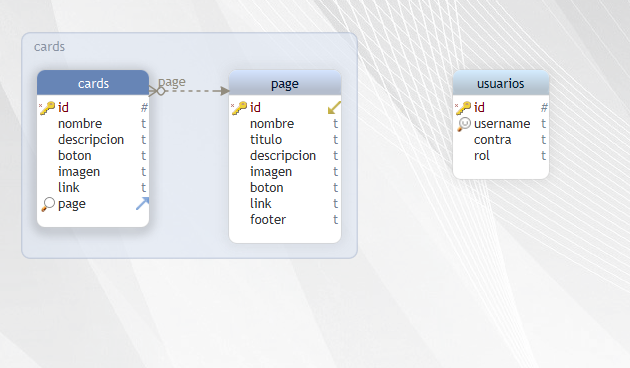 cards
cards
id #
nombre t
descripcion t
boton t
imagen t
link t
page
page
page
id
nombre t
titulo t
descripcion t
imagen t
boton t
link t
footer t
usuarios
id #
username t
contra t
rol t